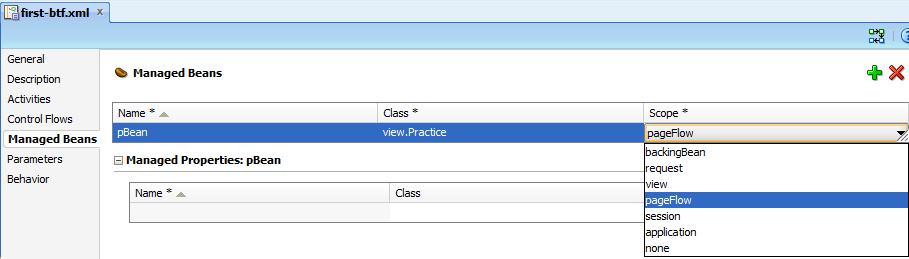 first-btf.xml x
General
Description
Activities
Control Flows
Managed Beans
Parameters
Behavior
Managed Beans
Name * Class * Scope *
pBean view.Practice pageFlow
backingBean
request
view
pageFlow
session
application
none
Managed Properties: pBean
Name * Class